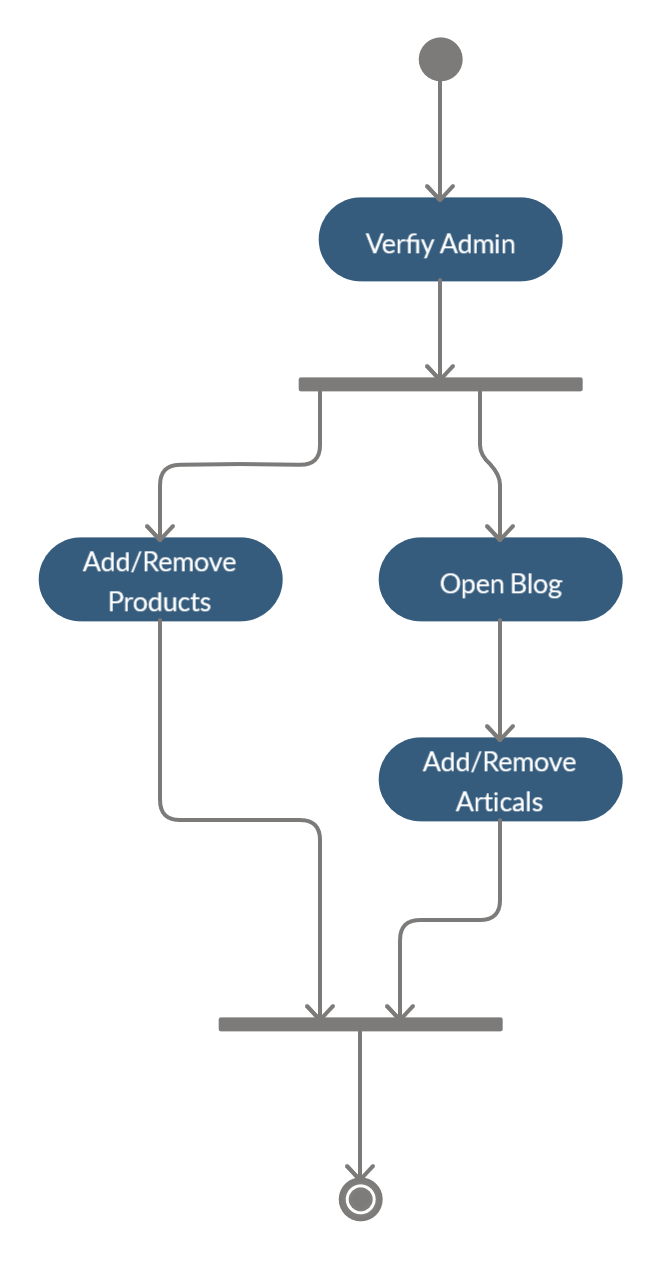 Verfiy Admin
Add/Remove
Products
Open Blog
Add/Remove
Articals